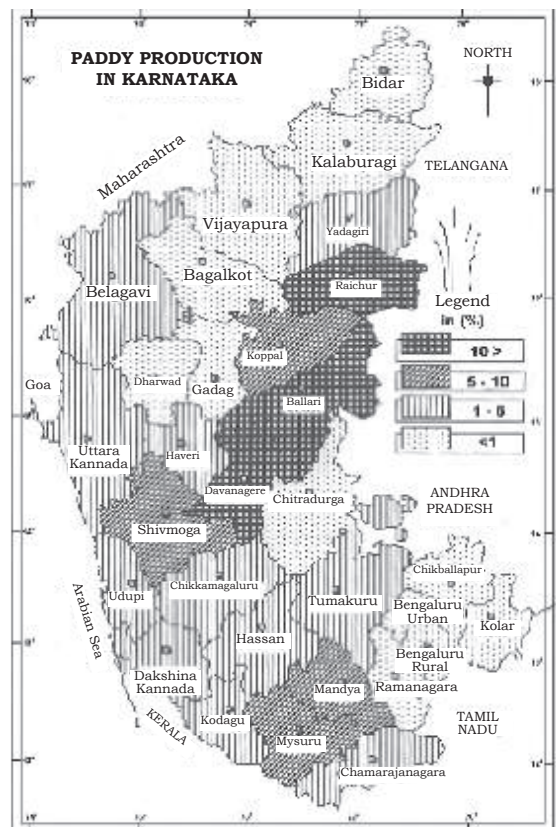 PADDY PRODUCTION
IN KARNATAKA
NORTH
Bidar
Kalaburagi
TELANGANA
Maharashtra
Vijayapura
Yadagiri
Bagalkot
Raichur
Belagavi
Legend
in (%)
10 >
5 - 10
<1
Koppal
Dharwad
Gadag
Goa
Ballari
Uttara
Kannada
Haveri
Davanagere
Chitradurga
ANDHRA
PRADESH
Shivmoga
Chikballapur
Udupi
Chikkamagaluru
Tumakuru
Bengaluru
Urban
Kolar
Arabian Sea
Hassan
Bengaluru
Rural
Dakshina
Kannada
Mandya
Ramanagara
KERALA
Kodagu
Mysuru
TAMIL
NADU
Chamarajanagara